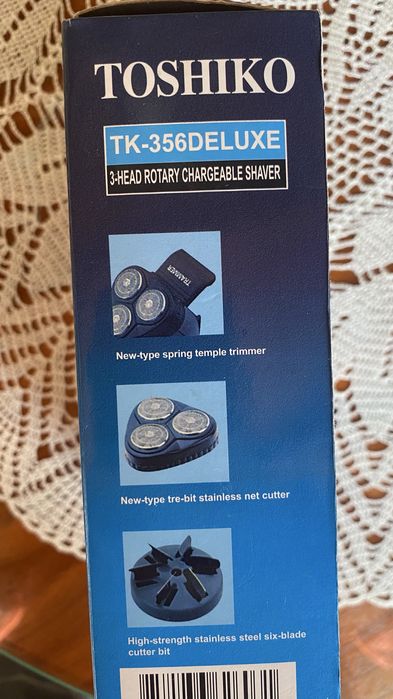 TOSHIKO
TK-356DELUXE
3-HEAD ROTARY CHARGEABLE SHAVER
TRAMMER
New-type spring temple trimmer
New-type tre-bit stainless net cutter
High-strength stainless steel six-blade
cutter bit